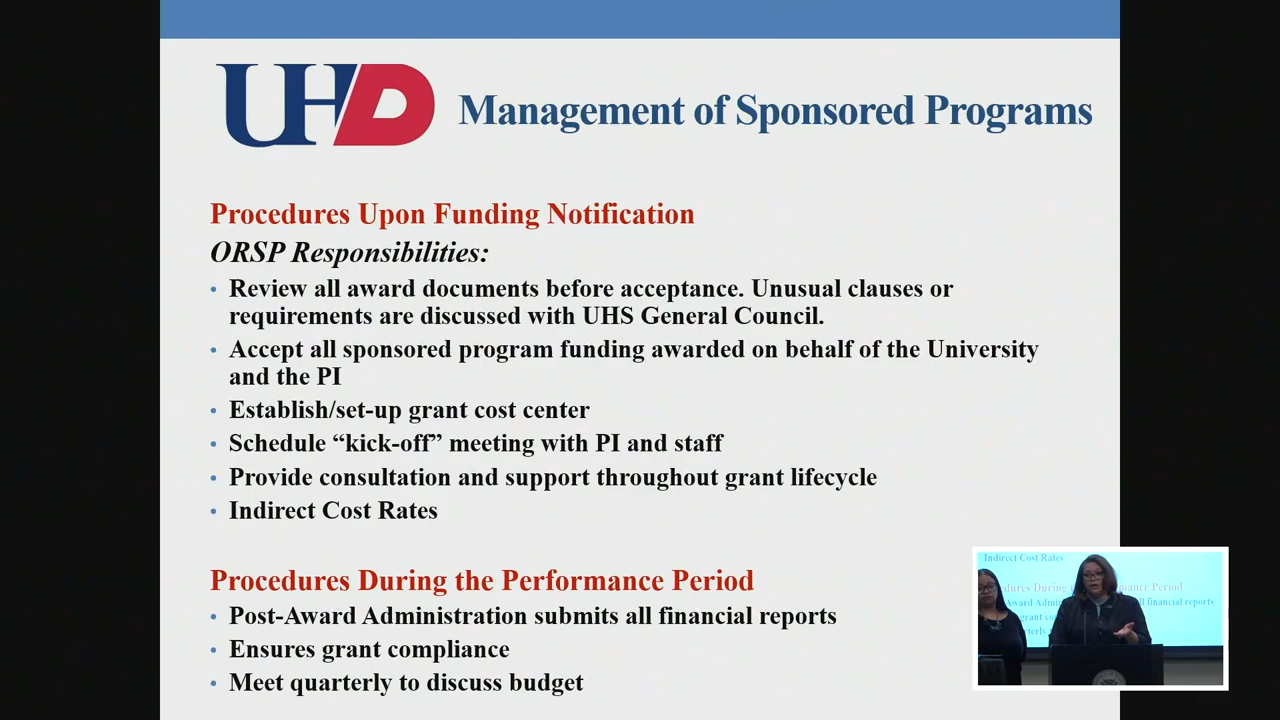 UHD Management of Sponsored Programs
Procedures Upon Funding Notification
ORSP Responsibilities:
• Review all award documents before acceptance. Unusual clauses or
requirements are discussed with UHS General Council.
• Accept all sponsored program funding awarded on behalf of the University
and the PI
• Establish/set-up grant cost center
• Schedule “kick-off” meeting with PI and staff
• Provide consultation and support throughout grant lifecycle
• Indirect Cost Rates
Procedures During the Performance Period
• Post-Award Administration submits all financial reports
• Ensures grant compliance
• Meet quarterly to discuss budget
Indirect Cost Rates
Period
all financial reports